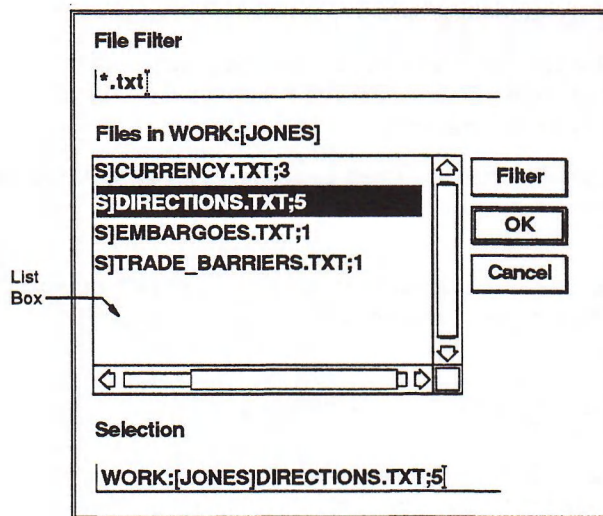 File Filter
*.txt
Files in WORK:[JONES]
S]CURRENCY.TXT;3
S]DIRECTIONS.TXT;5
S]EMBARGOES.TXT;1
S]TRADE_BARRIERS.TXT;1
Filter
OK
Cancel
List
Box
Selection
WORK:[JONES]DIRECTIONS.TXT;5